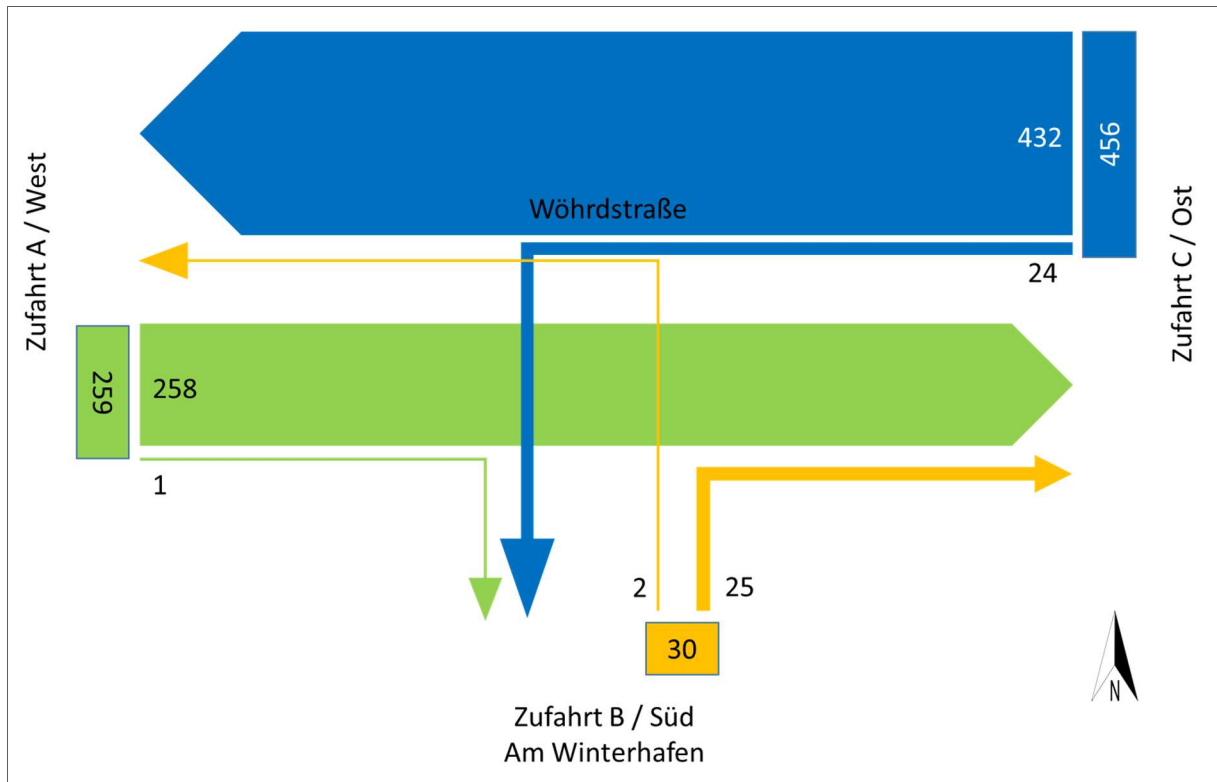 432
456
Zufahrt A / West
Wöhrdstraße
Zufahrt C / Ost
24
259
258
1
2
25
30
N
Zufahrt B / Süd
Am Winterhafen